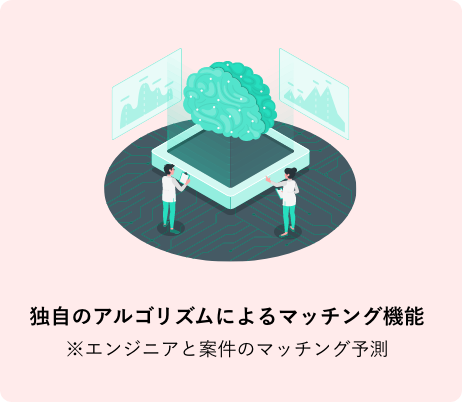 独自のアルゴリズムによるマッチング機能
※エンジニアと案件のマッチング予測